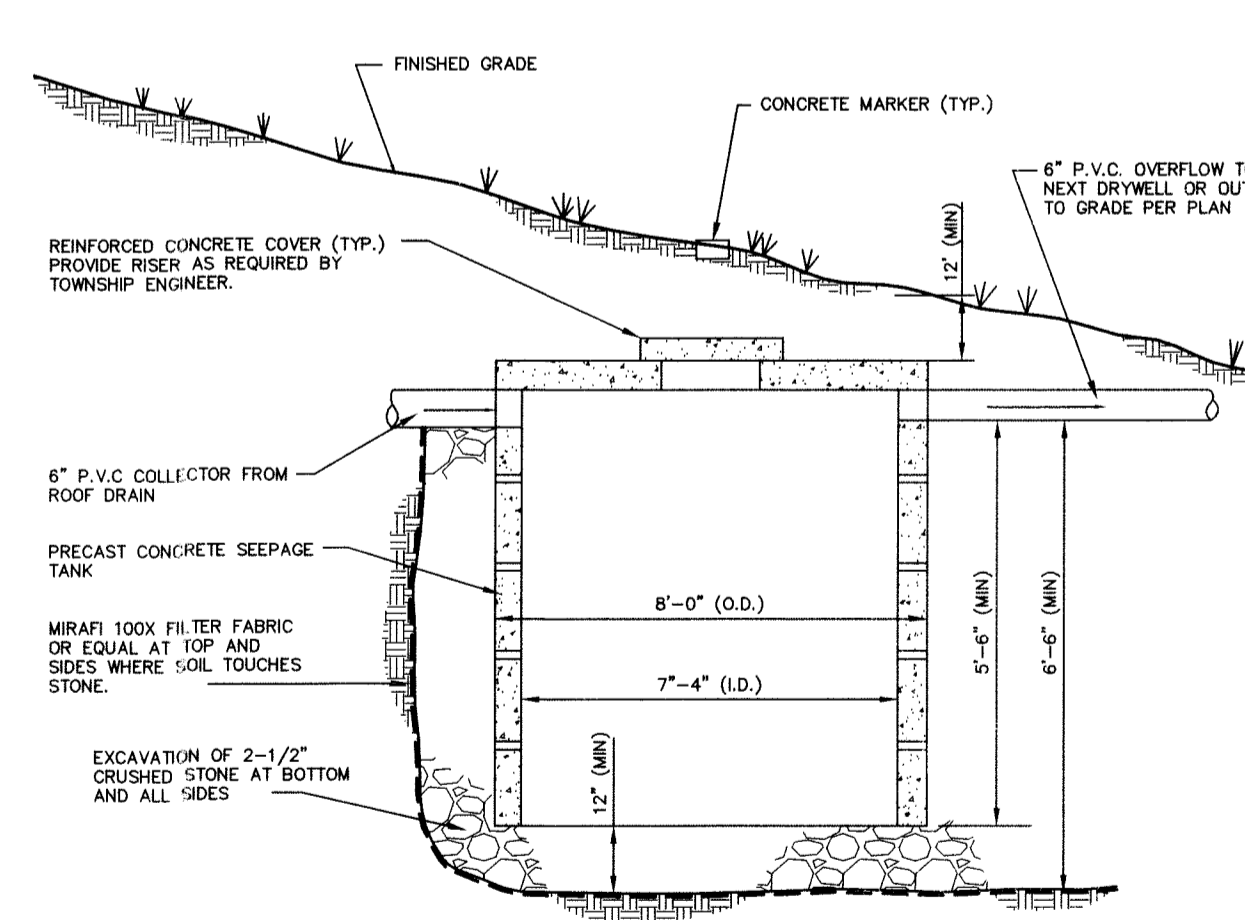 FINISHED GRADE
CONCRETE MARKER (TYP.)
6" P.V.C. OVERFLOW
NEXT DRYWELL OR
TO GRADE PER PLAN
12' (MIN)
REINFORCED CONCRETE COVER (TYP.)
PROVIDE RISER AS REQUIRED BY
TOWNSHIP ENGINEER.
6" P.V.C COLLECTOR FROM
ROOF DRAIN
PRECAST CONCRETE SEEPAGE
TANK
8'-0" (O.D.)
5'-6" (MIN)
6'-6" (MIN)
MIRAFI 100X FILTER FABRIC
OR EQUAL AT TOP AND
SIDES WHERE SOIL TOUCHES
STONE.
7"-4" (I.D.)
EXCAVATION OF 2-1/2"
CRUSHED STONE AT BOTTOM
AND ALL SIDES
12" (MIN)